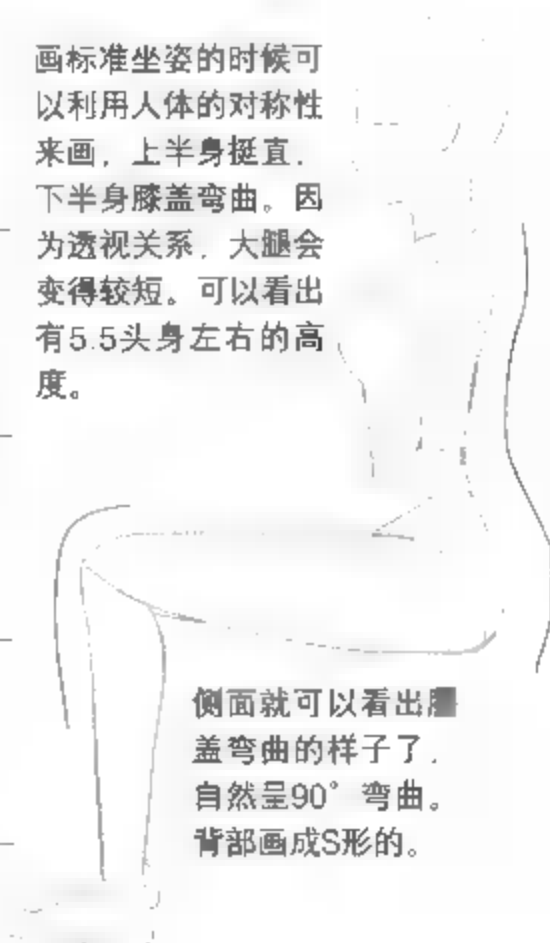 画标准坐姿的时候可
以利用人体的对称性
来画，上半身挺直，
下半身膝盖弯曲。因
为透视关系，大腿会
变得较短。可以看出
有5.5头身左右的高
度。
侧面就可以看出
盖弯曲的样子了，
自然呈90°弯曲。
背部画成S形的。